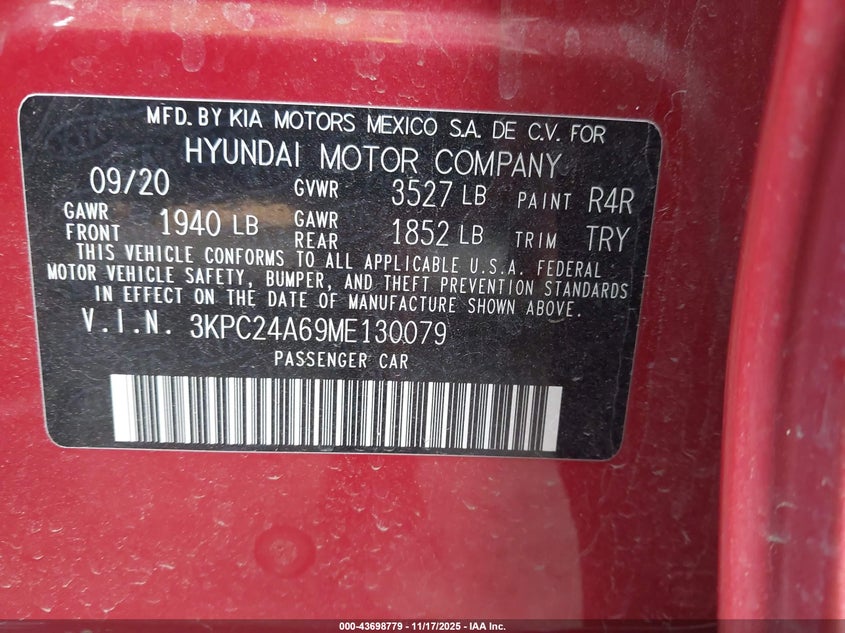 MFD. BY KIA MOTORS MEXICO S.A. DE C.V. FOR
HYUNDAI MOTOR COMPANY
09/20 GVWR 3527 LB PAINT R4R
GAWR FRONT 1940 LB GAWR REAR 1852 LB TRIM TRY
THIS VEHICLE CONFORMS TO ALL APPLICABLE U.S.A. FEDERAL
MOTOR VEHICLE SAFETY, BUMPER, AND THEFT PREVENTION STANDARDS
IN EFFECT ON THE DATE OF MANUFACTURE SHOWN ABOVE.
V.I.N. 3KPC24A69ME130079
PASSENGER CAR
000-43698779 - 11/17/2025 - IAA Inc.